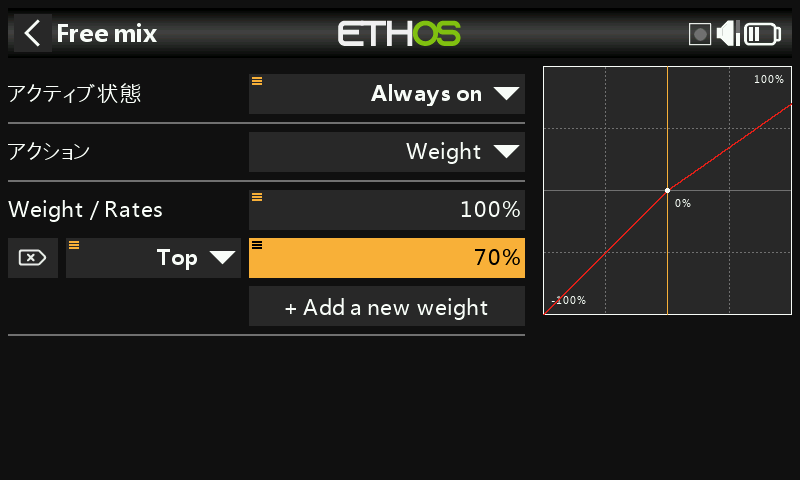 Free mix
ETHOS
アクティブ状態
Always on
アクション
Weight
Weight / Rates
100%
Top
70%
+ Add a new weight
100%
0%
-100%